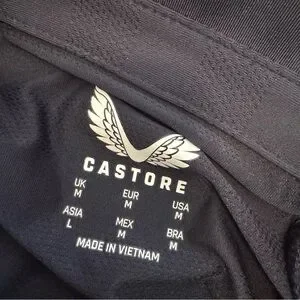 CASTORE
UK EUR USA
M M M
ASIA MEX BRA
L M M
MADE IN VIETNAM